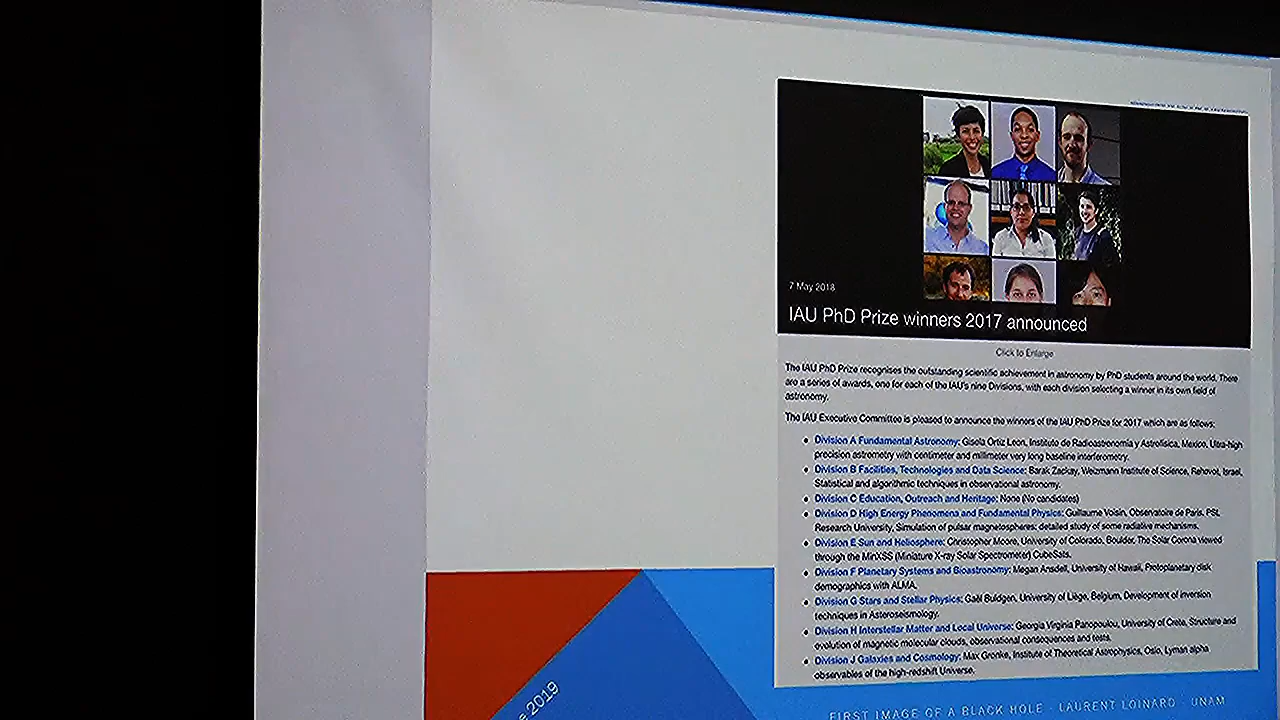 7 May 2018
IAU PhD Prize winners 2017 announced
Click to Enlarge
The IAU PhD Prize recognises the outstanding scientific achievement in astronomy by PhD students around the world. There
are a series of awards, one for each of the IAU's nine Divisions, with each division selecting a winner in its own field of
astronomy.
The IAU Executive Committee is pleased to announce the winners of the IAU PhD Prize for 2017 which are as follows:
Division A Fundamental Astronomy: Gisela Ortiz Leon, Instituto de Radioastronomia y Astrofisica, Mexico, Ultra-high
precision astrometry with centimeter and millimeter very long baseline interferometry.
Division B Facilities, Technologies and Data Science: Barak Zackay, Weizmann Institute of Science, Rehovot, Israel,
Statistical and algorithmic techniques in observational astronomy.
Division C Education, Outreach and Heritage: None (No candidates)
Division D High Energy Phenomena and Fundamental Physics: Guillaume Voisin, Observatoire de Paris, PSL
Research University, Simulation of pulsar magnetospheres: detailed study of some radiative mechanisms.
Division E Sun and Heliosphere: Christopher Moore, University of Colorado, Boulder, The Solar Corona viewed
through the MinXSS (Miniature X-ray Solar Spectrometer) CubeSats.
Division F Planetary Systems and Bioastronomy: Megan Ansdell, University of Hawaii, Protoplanetary disk
demographics with ALMA.
Division G Stars and Stellar Physics: Gaël Buldgen, University of Liège, Belgium, Development of inversion
techniques in Asteroseismology.
Division H Interstellar Matter and Local Universe: Georgia Virginia Panopoulou, University of Crete, Structure and
evolution of magnetic molecular clouds, observational consequences and tests.
Division J Galaxies and Cosmology: Max Gronke, Institute of Theoretical Astrophysics, Oslo, Lyman alpha
observables of the high-redshift Universe.
e 2019
FIRST IMAGE OF A BLACK HOLE - LAURENT LOINARD - UNAM